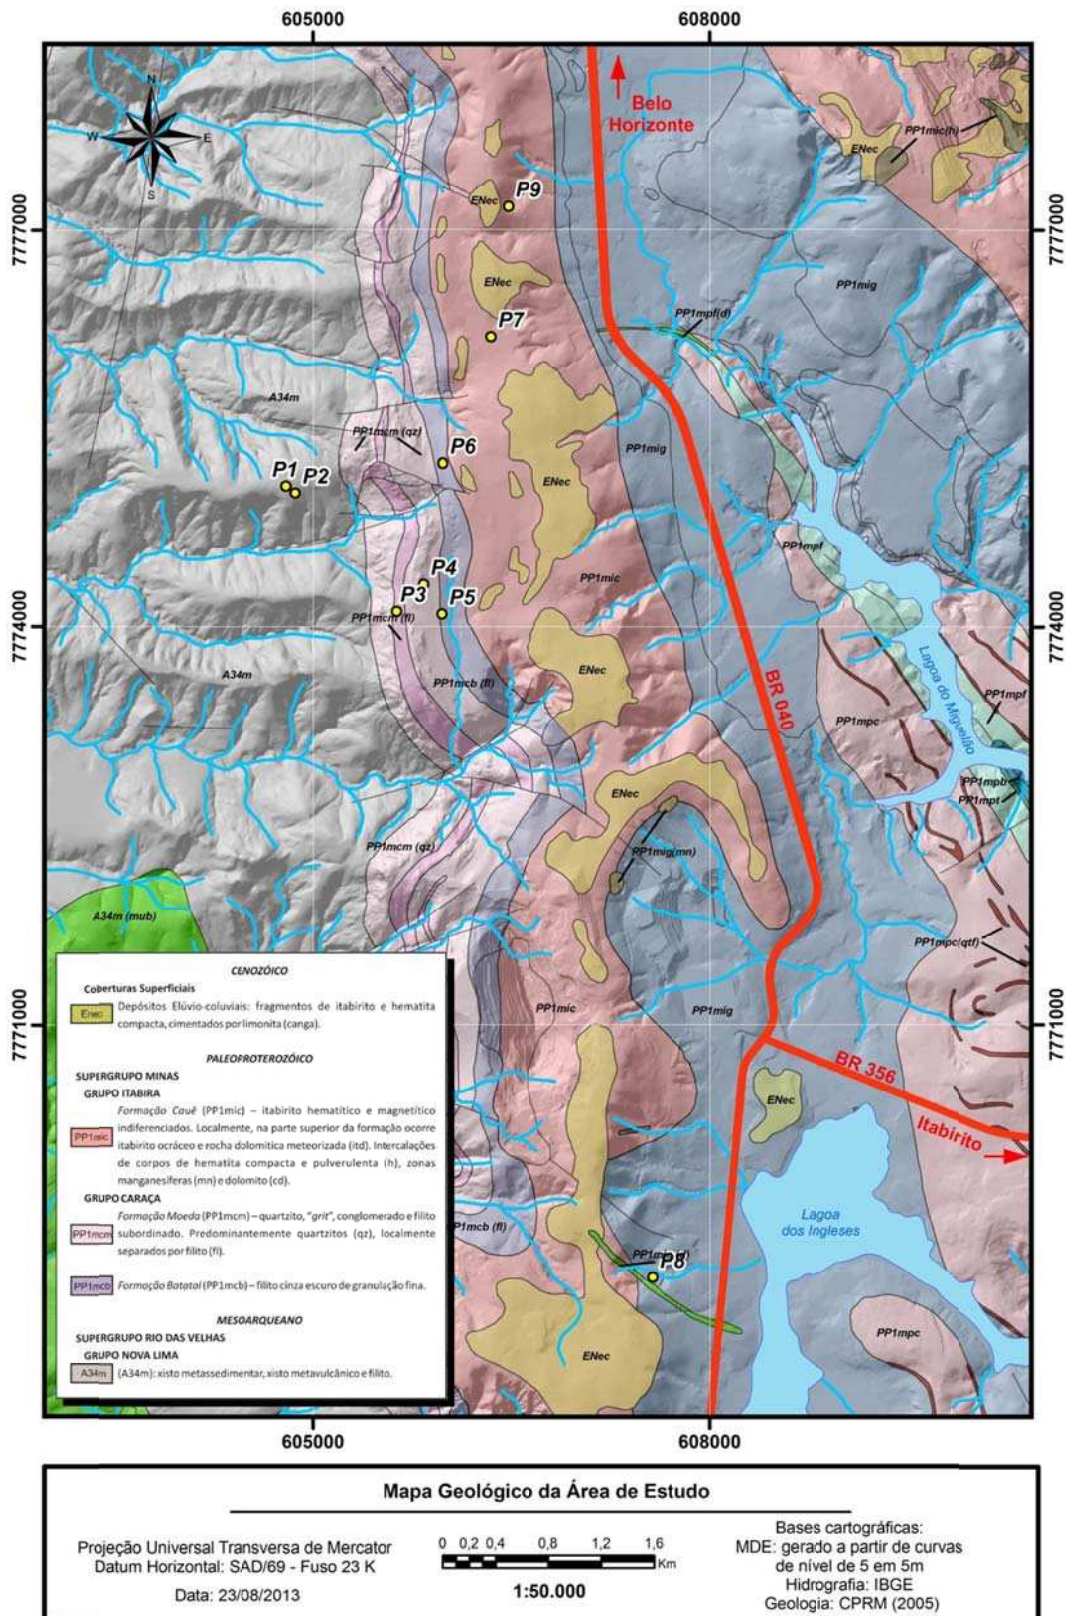 605000
608000
N
W
E
S
Belo
Horizonte
PP1mic(h)
ENec
P9
ENec
7777000
7777000
ENec
PP1mig
PP1mpf(d)
P7
A34m
PP1mcm (qz)
P6
PP1mig
P1
P2
ENec
PP1mpf
P4
PP1mic
P3
PP1mcm (fl)
P5
7774000
7774000
A34m
PP1mcb (fl)
ENec
BR 040
Lagoa do Miguelão
PP1mpf
PP1mpc
ENec
PP1mpb
PP1mpt
PP1mcm (qz)
PP1mig(mn)
A34m (mub)
PP1mpc(qtf)
PP1mic
PP1mig
7771000
7771000
BR 356
ENec
Itabirito
Lagoa
dos Ingleses
P1mcb (fl)
P8
ENec
PP1mpc
CENOZÓICO
Coberturas Superficiais
Enec
Depósitos Elúvio-coluviais: fragmentos de itabirito e hematita
compacta, cimentados por limonita (canga).
PALEOPROTEROZÓICO
SUPERGRUPO MINAS
GRUPO ITABIRA
Formação Cauê (PP1mic) – itabirito hematítico e magnetítico
indiferenciados. Localmente, na parte superior da formação ocorre
itabirito ocráceo e rocha dolomitica meteorizada (itd). Intercalações
PP1mic
de corpos de hematita compacta e pulverulenta (h), zonas
manganesíferas (mn) e dolomito (cd).
GRUPO CARAÇA
Formação Moeda (PP1mcm) – quartzito, "grit", conglomerado e filito
PP1mcm
subordinado. Predominantemente quartzitos (qz), localmente
separados por filito (fl).
PP1mcb
Formação Batatal (PP1mcb) – filito cinza escuro de granulação fina.
MESOARQUEANO
SUPERGRUPO RIO DAS VELHAS
GRUPO NOVA LIMA
A34m
(A34m): xisto metassedimentar, xisto metavulcânico e filito.
605000
608000
Mapa Geológico da Área de Estudo
Projeção Universal Transversa de Mercator
Datum Horizontal: SAD/69 - Fuso 23 K
Data: 23/08/2013
0 0,2 0,4 0,8 1,2 1,6
Km
1:50.000
Bases cartográficas:
MDE: gerado a partir de curvas
de nível de 5 em 5m
Hidrografia: IBGE
Geologia: CPRM (2005)